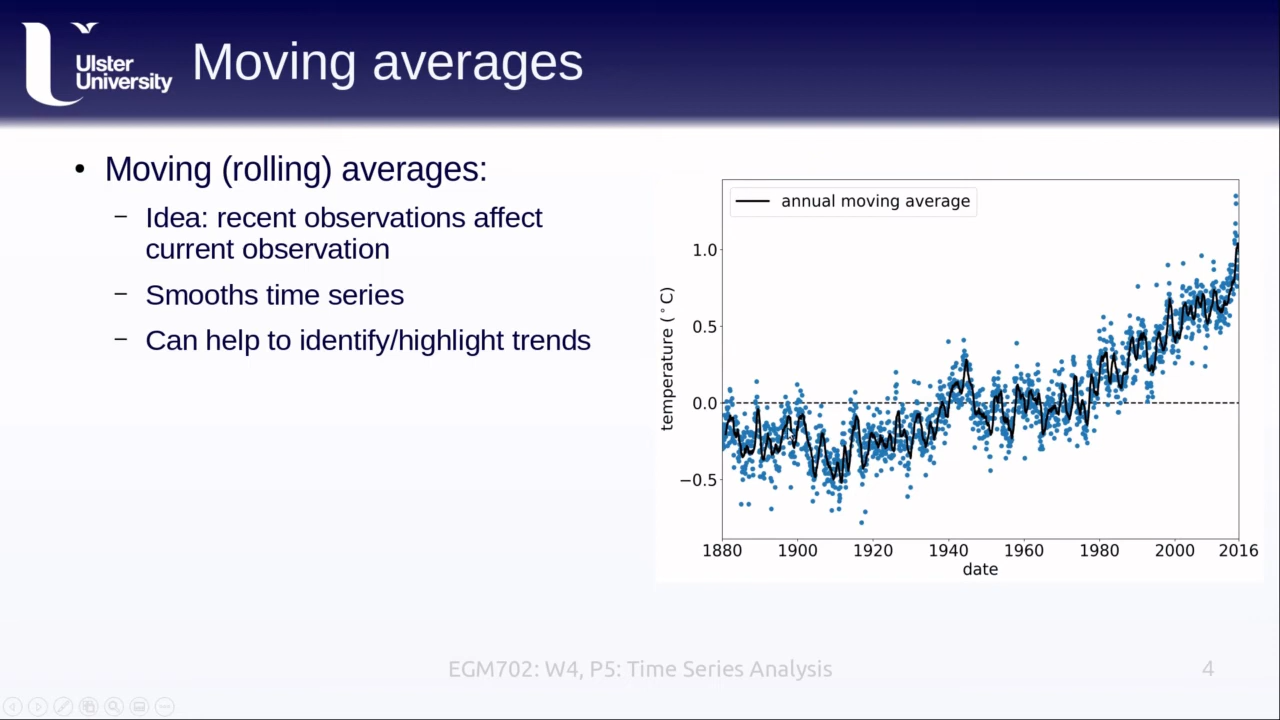 Ulster
University
Moving averages
• Moving (rolling) averages:
– Idea: recent observations affect
current observation
– Smooths time series
– Can help to identify/highlight trends
annual moving average
1.0
0.5
0.0
−0.5
temperature (°C)
1880 1900 1920 1940 1960 1980 2000 2016
date
EGM702: W4, P5: Time Series Analysis
4